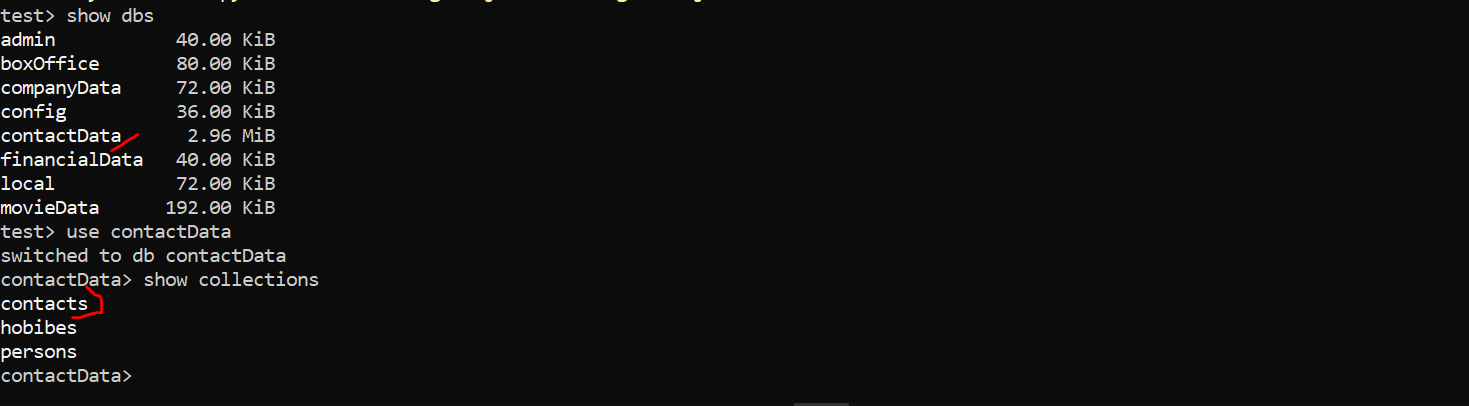 test> show dbs
admin 40.00 KiB
boxOffice 80.00 KiB
companyData 72.00 KiB
config 36.00 KiB
contactData 2.96 MiB
financialData 40.00 KiB
local 72.00 KiB
movieData 192.00 KiB
test> use contactData
switched to db contactData
contactData> show collections
contacts
hobibes
persons
contactData>